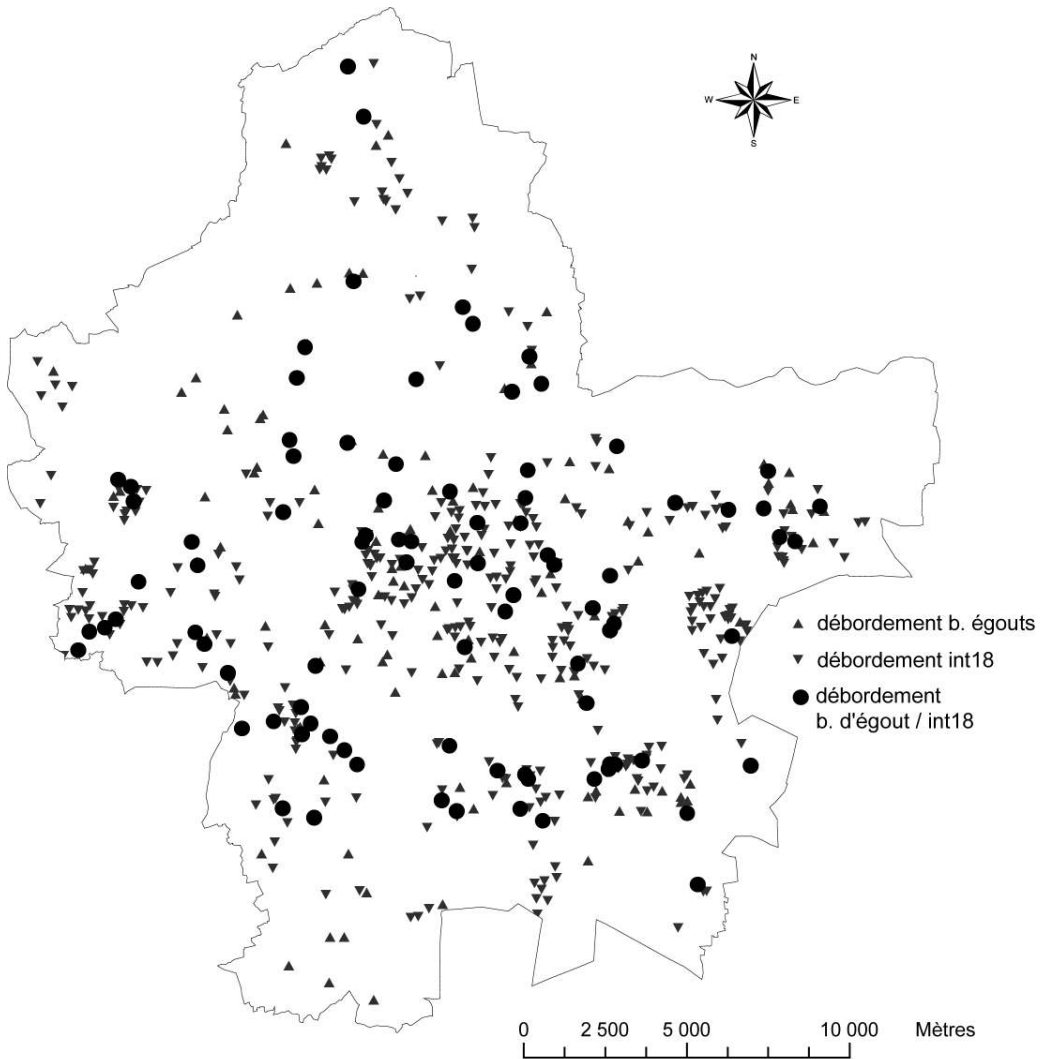 N
W E
S
débordement b. égouts
débordement int18
débordement
b. d'égout / int18
0 2 500 5 000 10 000 Mètres